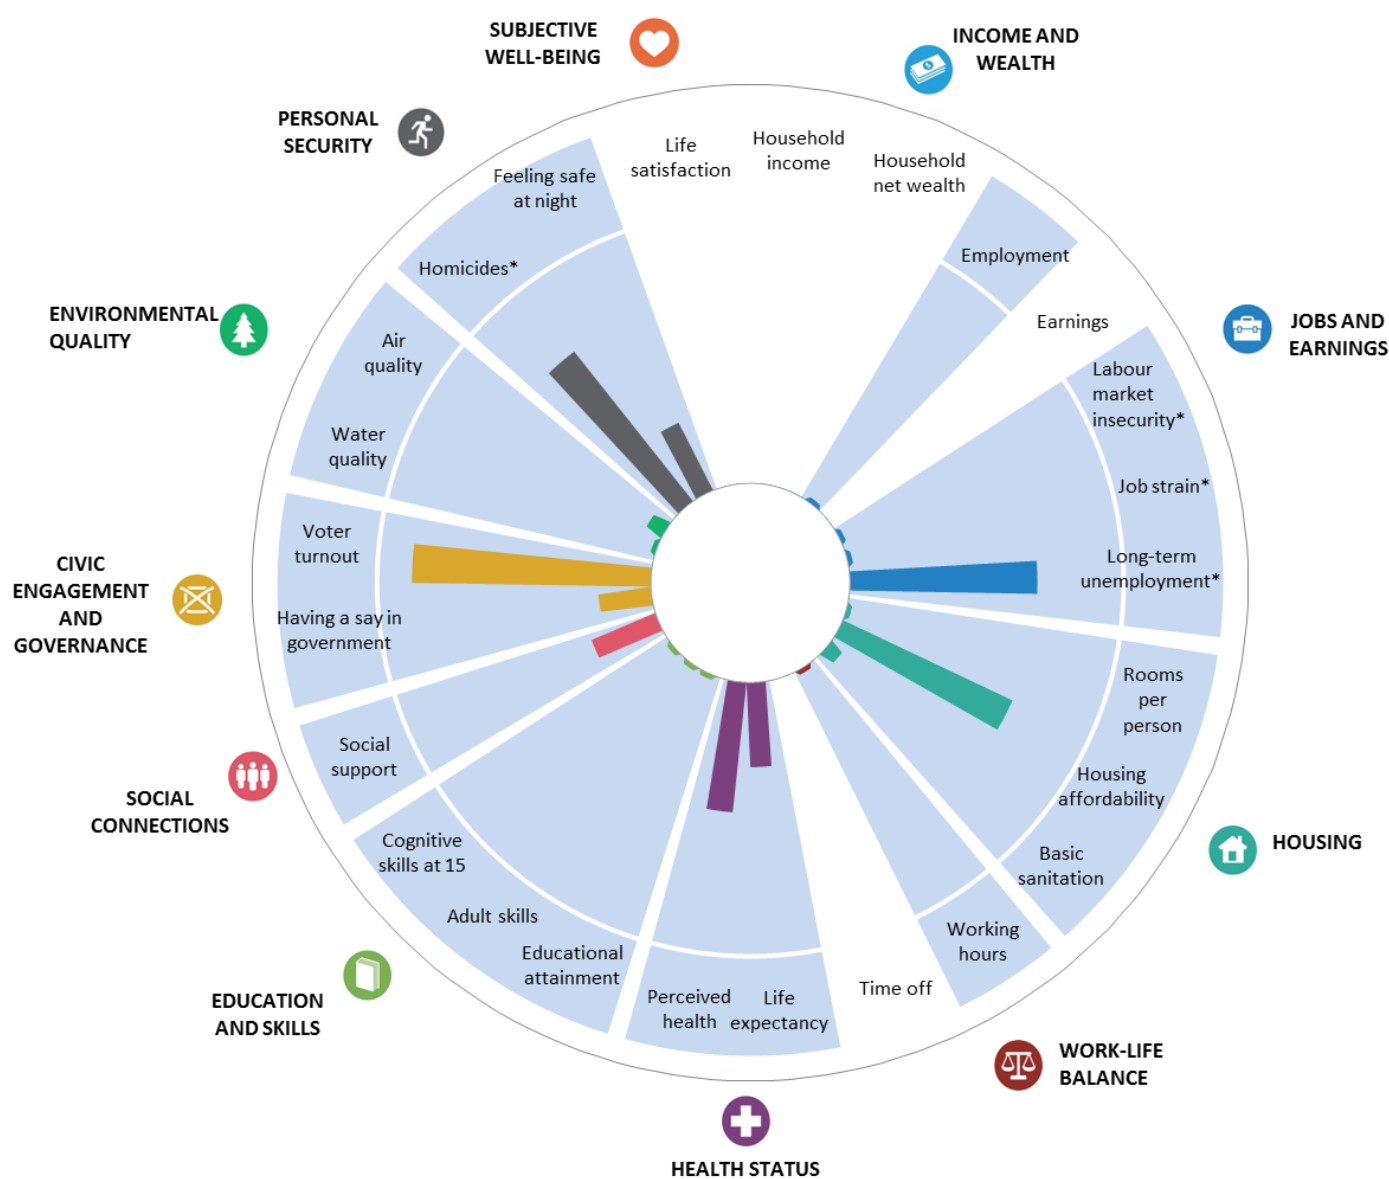 SUBJECTIVE
WELL-BEING
INCOME AND
WEALTH
PERSONAL
SECURITY
Life
satisfaction
Household
income
Household
net wealth
Feeling safe
at night
Homicides*
Employment
Earnings
JOBS AND
EARNINGS
ENVIRONMENTAL
QUALITY
Air
quality
Water
quality
Labour
market
insecurity*
Job strain*
Long-term
unemployment*
Voter
turnout
Having a say in
government
CIVIC
ENGAGEMENT
AND
GOVERNANCE
Rooms
per
person
Housing
affordability
Basic
sanitation
HOUSING
Social
support
SOCIAL
CONNECTIONS
Cognitive
skills at 15
Adult skills
Educational
attainment
EDUCATION
AND SKILLS
Perceived
health
Life
expectancy
Time off
Working
hours
WORK-LIFE
BALANCE
HEALTH STATUS